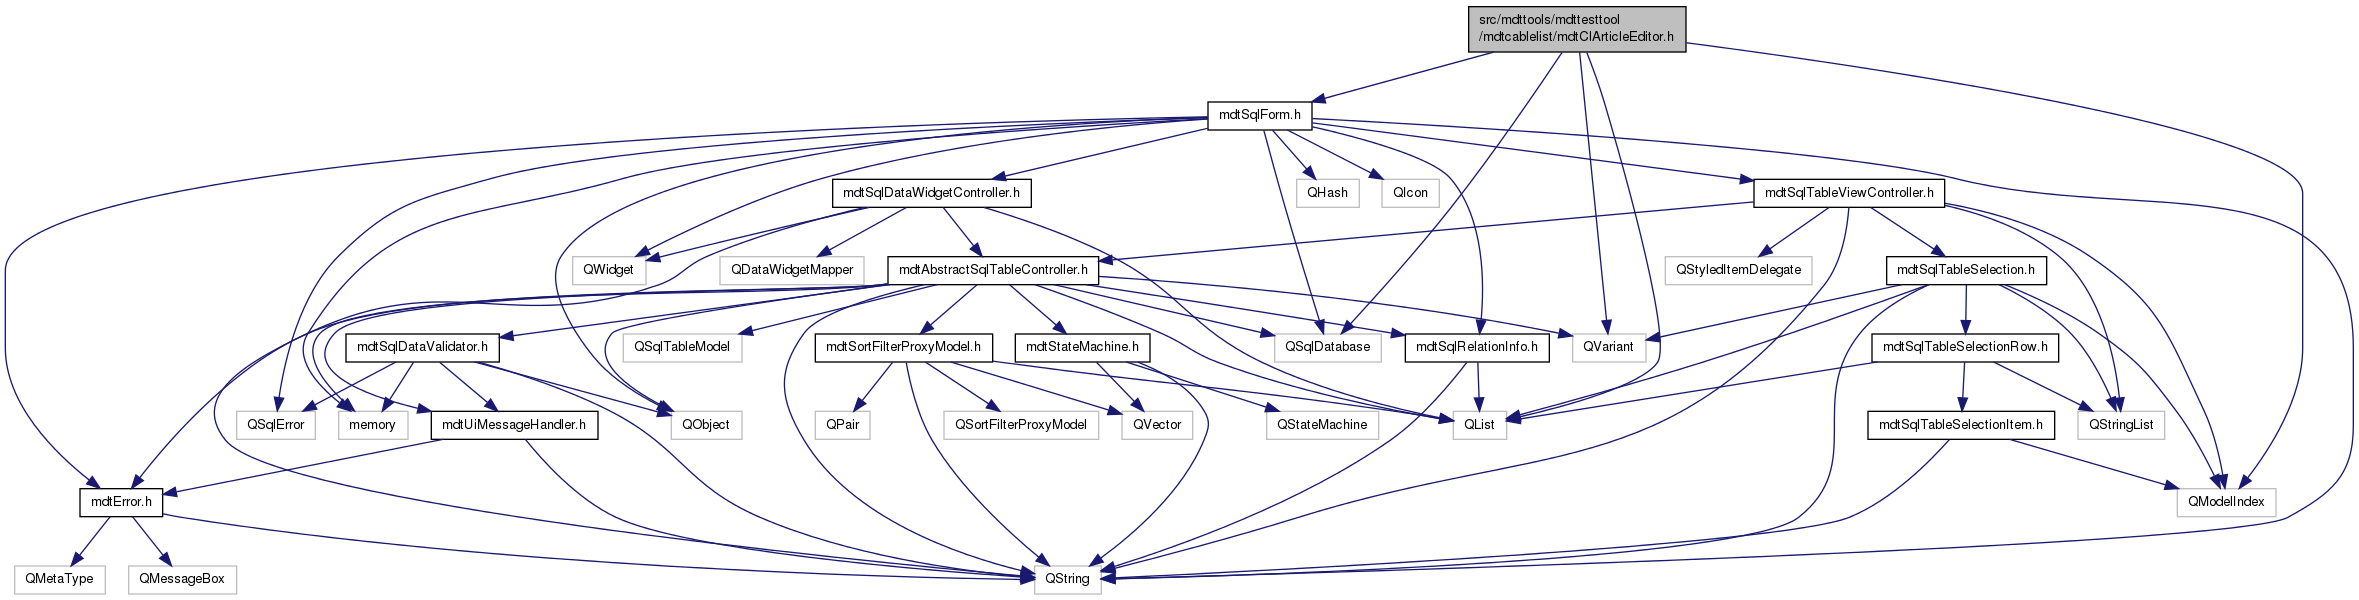 src/mdttools/mdttesttool
/mdtcablelist/mdtClArticleEditor.h
mdtSqlForm.h
mdtSqlDataWidgetController.h
QHash
QIcon
mdtSqlTableViewController.h
QWidget
QDataWidgetMapper
mdtAbstractSqlTableController.h
QStyledItemDelegate
mdtSqlTableSelection.h
mdtSqlDataValidator.h
QSqlTableModel
mdtSortFilterProxyModel.h
mdtStateMachine.h
QSqlDatabase
mdtSqlRelationInfo.h
QVariant
mdtSqlTableSelectionRow.h
QSqlError
memory
mdtUiMessageHandler.h
QObject
QPair
QSortFilterProxyModel
QVector
QStateMachine
QList
mdtSqlTableSelectionItem.h
QStringList
mdtError.h
QModelIndex
QMetaType
QMessageBox
QString